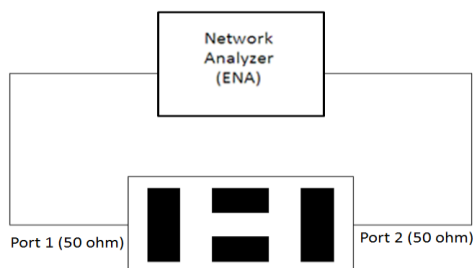 Network
Analyzer
(ENA)
Port 1 (50 ohm)
Port 2 (50 ohm)